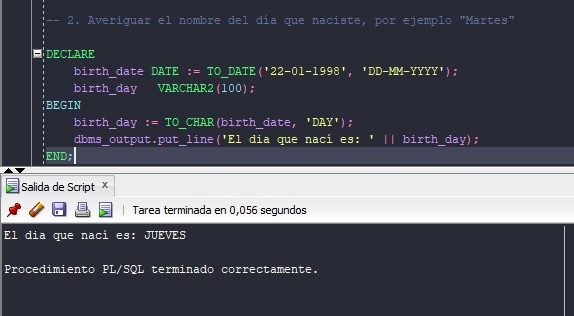 -- 2. Averiguar el nombre del día que naciste, por ejemplo "Martes"
DECLARE
birth_date DATE := TO_DATE('22-01-1998', 'DD-MM-YYYY');
birth_day VARCHAR2(100);
BEGIN
birth_day := TO_CHAR(birth_date, 'DAY');
dbms_output.put_line('El dia que nací es: ' || birth_day);
END;
Salida de Script x
Tarea terminada en 0,056 segundos
El dia que nací es: JUEVES
Procedimiento PL/SQL terminado correctamente.